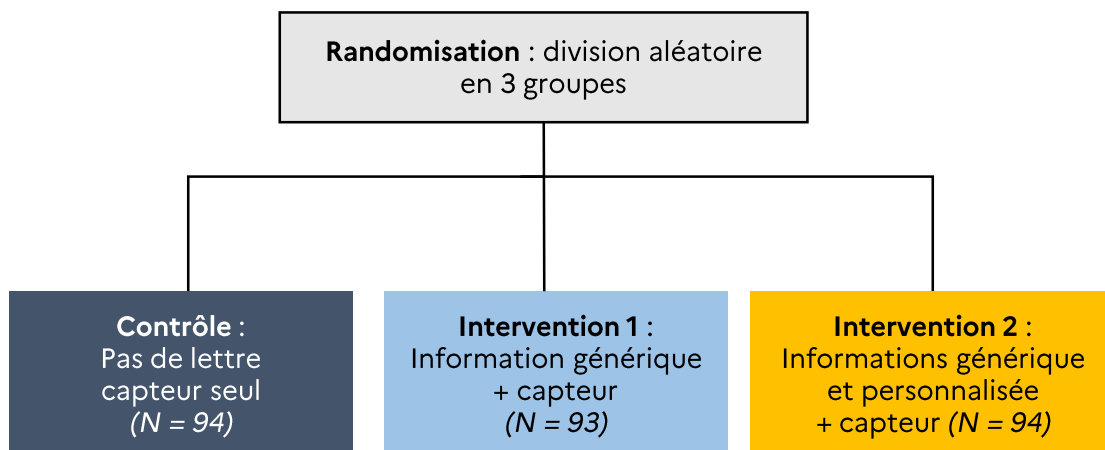 Randomisation : division aléatoire
en 3 groupes
Contrôle :
Pas de lettre
capteur seul
(N = 94)
Intervention 1 :
Information générique
+ capteur
(N = 93)
Intervention 2 :
Informations générique
et personnalisée
+ capteur (N = 94)